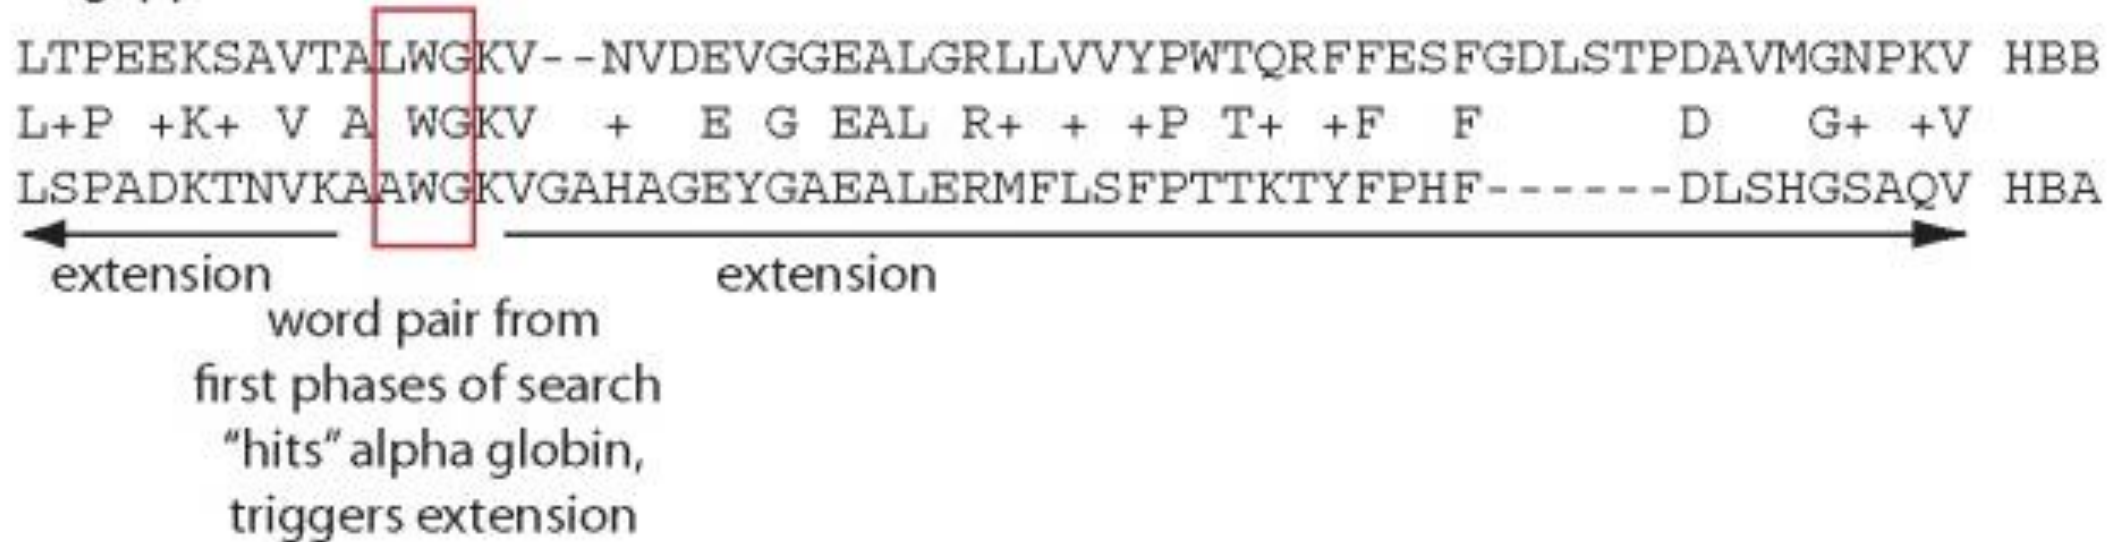 LTPEEKSAVTALWGKV--NVDEVGGEALGRLLVVYPWTQRFFESFGDLSTPDAVMGNPKV HBB
L+P +K+ V A WGKV + E G EAL R+ + +P T+ +F F D G+ +V
LSPADKTNVKAAWGKVGAHAGEYGAEALERMFLSFPTTKTYFPHF------DLSHGSAQV HBA
extension extension
word pair from
first phases of search
“hits” alpha globin,
triggers extension